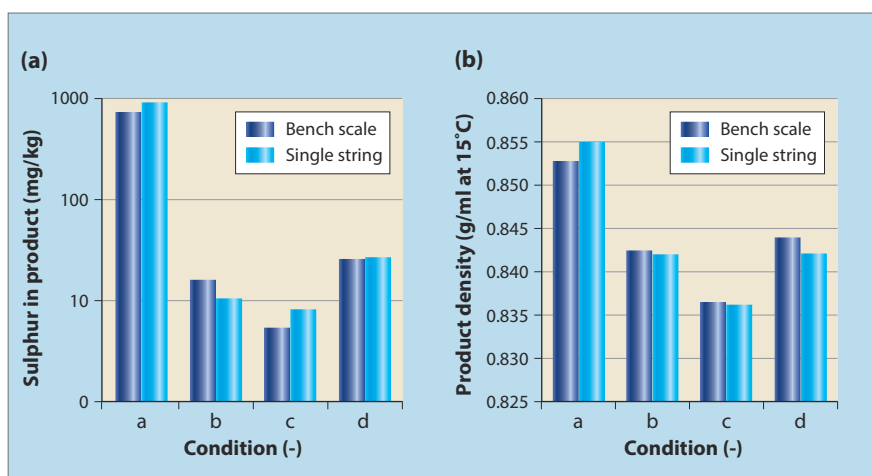 (a)
Sulphur in product (mg/kg)
1000
100
10
0
Bench scale
Single string
a b c d
Condition (-)
(b)
Product density (g/ml at 15˚C)
0.860
0.855
0.850
0.845
0.842
0.835
0.830
0.825
Bench scale
Single string
a b c d
Condition (-)